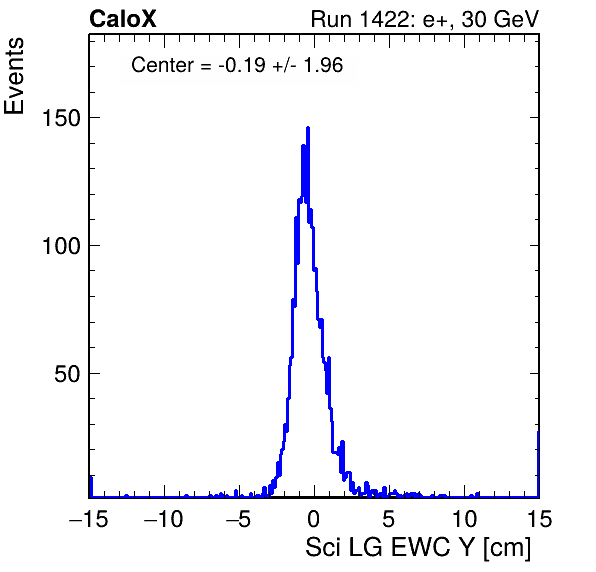 CaloX Run 1422: e+, 30 GeV
Center = -0.19 +/- 1.96
Events
150
100
50
−15 −10 −5 0 5 10 15
Sci LG EWC Y [cm]